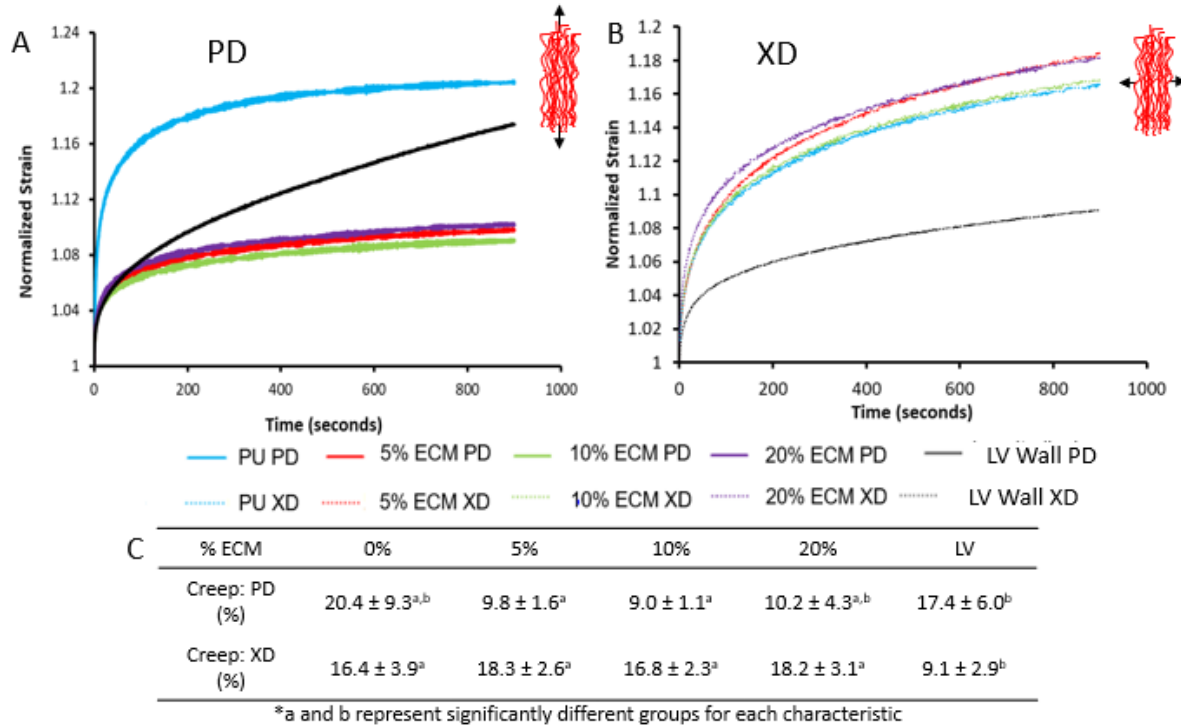 A
PD
Normalized Strain
1.24
1.2
1.16
1.12
1.08
1.04
1
0
200
400
600
800
1000
Time (seconds)
B
XD
Normalized Strain
1.2
1.18
1.16
1.14
1.12
1.1
1.08
1.06
1.04
1.02
1
0
200
400
600
800
1000
Time (seconds)
PU PD 5% ECM PD 10% ECM PD 20% ECM PD LV Wall PD
PU XD 5% ECM XD 10% ECM XD 20% ECM XD LV Wall XD
C
% ECM 0% 5% 10% 20% LV
Creep: PD
(%) 20.4 ± 9.3a,b 9.8 ± 1.6a 9.0 ± 1.1a 10.2 ± 4.3a,b 17.4 ± 6.0b
Creep: XD
(%) 16.4 ± 3.9a 18.3 ± 2.6a 16.8 ± 2.3a 18.2 ± 3.1a 9.1 ± 2.9b
*a and b represent significantly different groups for each characteristic